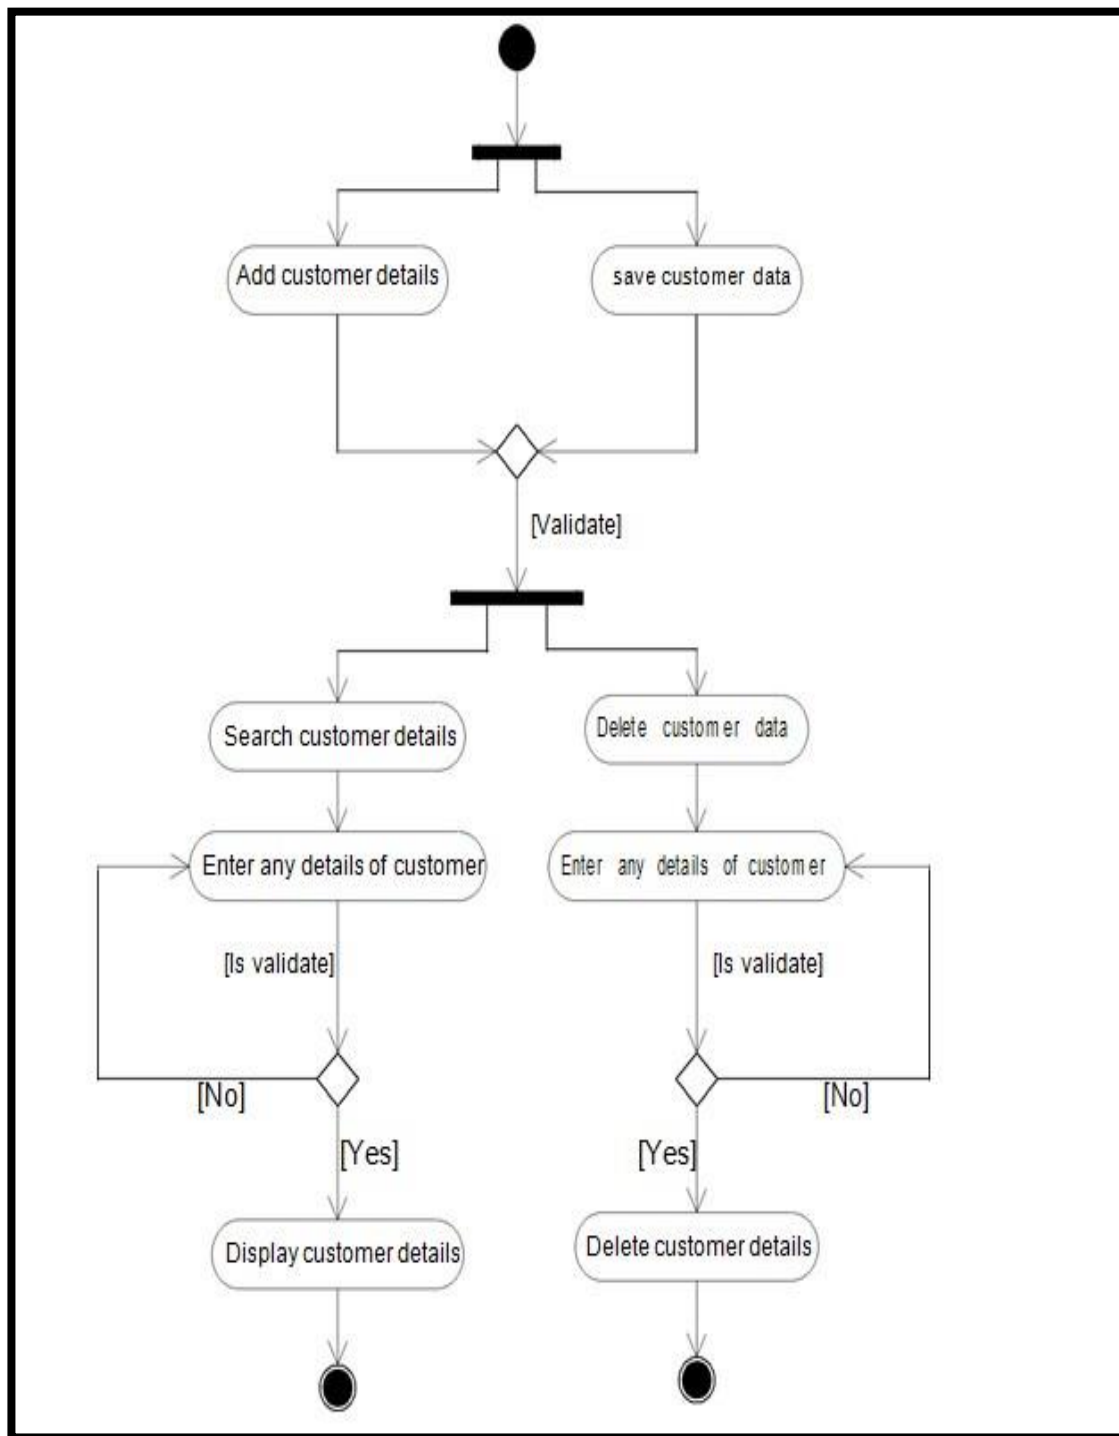 Add customer details
save customer data
[Validate]
Search customer details
Delete customer data
Enter any details of customer
Enter any details of customer
[Is validate]
[Is validate]
[No]
[No]
[Yes]
[Yes]
Display customer details
Delete customer details